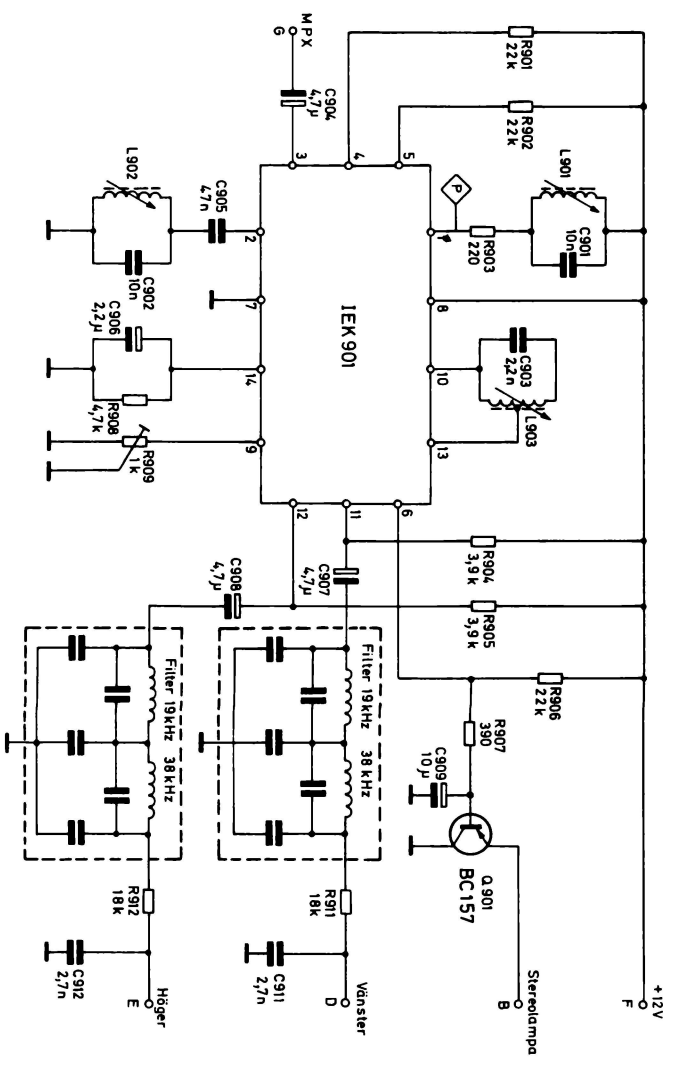 MPX
G
C904
4,7µ
R901
22k
R902
22k
L901
C901
10n
P
R903
220
3
4
5
1
8
10
13
2
7
14
9
12
11
6
IEK901
L902
C905
47n
C902
10n
C906
2,2µ
R908
4,7k
R909
1k
C903
2,2n
L903
R904
3,9k
R905
3,9k
R906
22k
C907
4,7µ
C908
4,7µ
R907
390
C909
10µ
Q901
BC157
Filter 19kHz 38kHz
Filter 19kHz 38kHz
R911
18k
C911
2,7n
R912
18k
C912
2,7n
+12V
F
Stereolampa
B
Vänster
D
Höger
E